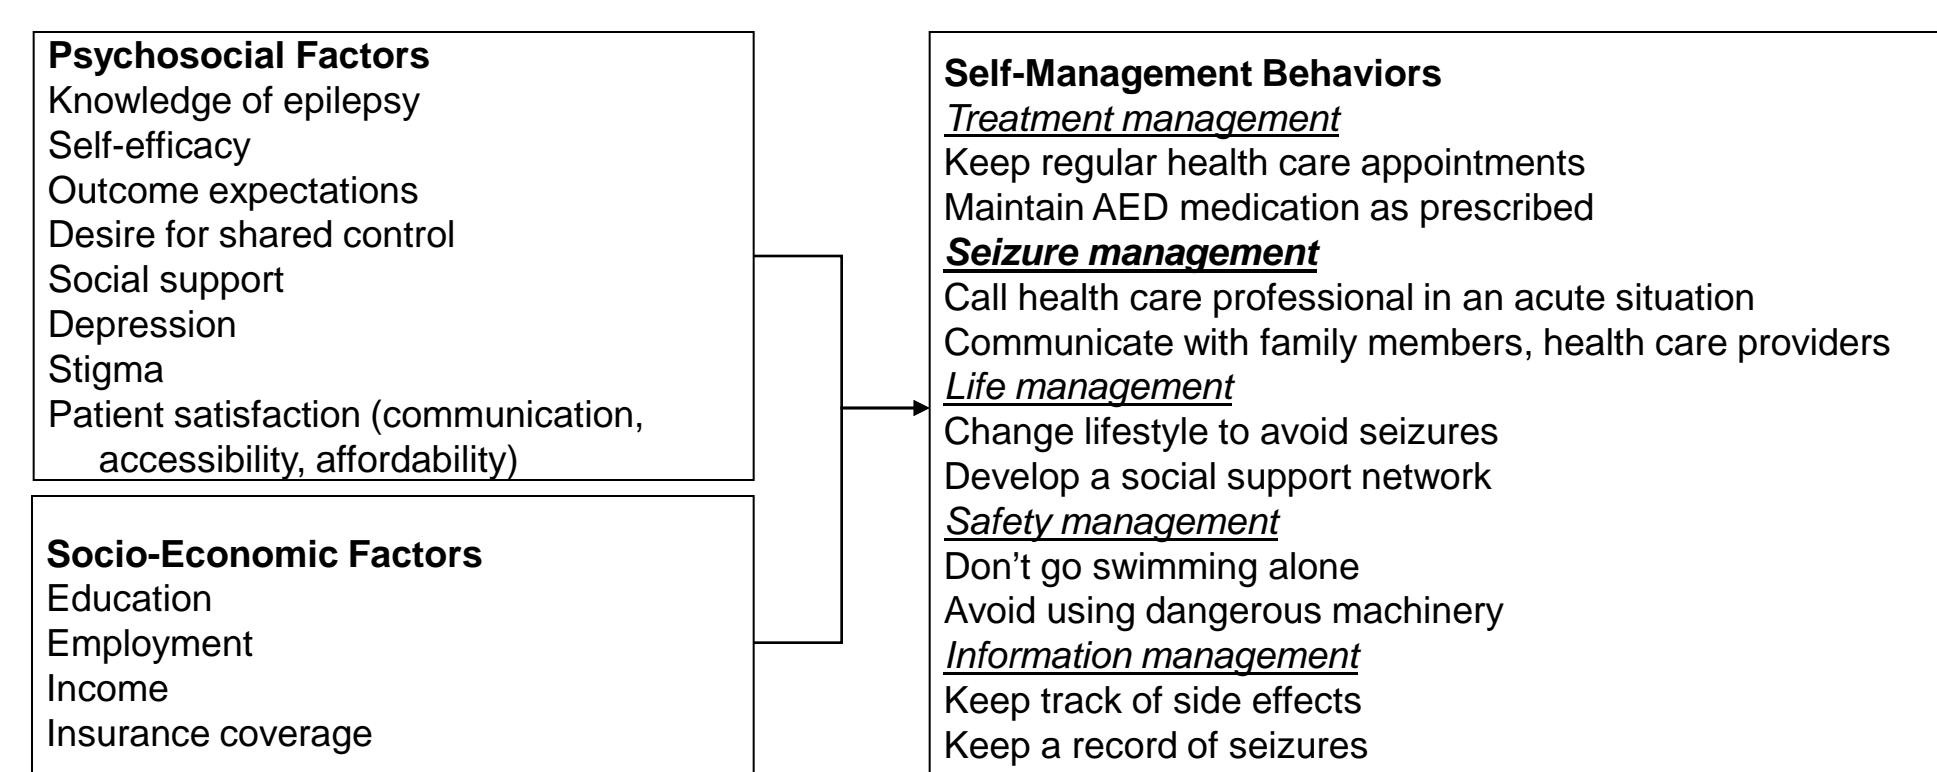 Psychosocial Factors
Knowledge of epilepsy
Self-efficacy
Outcome expectations
Desire for shared control
Social support
Depression
Stigma
Patient satisfaction (communication,
accessibility, affordability)
Socio-Economic Factors
Education
Employment
Income
Insurance coverage
Self-Management Behaviors
Treatment management
Keep regular health care appointments
Maintain AED medication as prescribed
Seizure management
Call health care professional in an acute situation
Communicate with family members, health care providers
Life management
Change lifestyle to avoid seizures
Develop a social support network
Safety management
Don’t go swimming alone
Avoid using dangerous machinery
Information management
Keep track of side effects
Keep a record of seizures